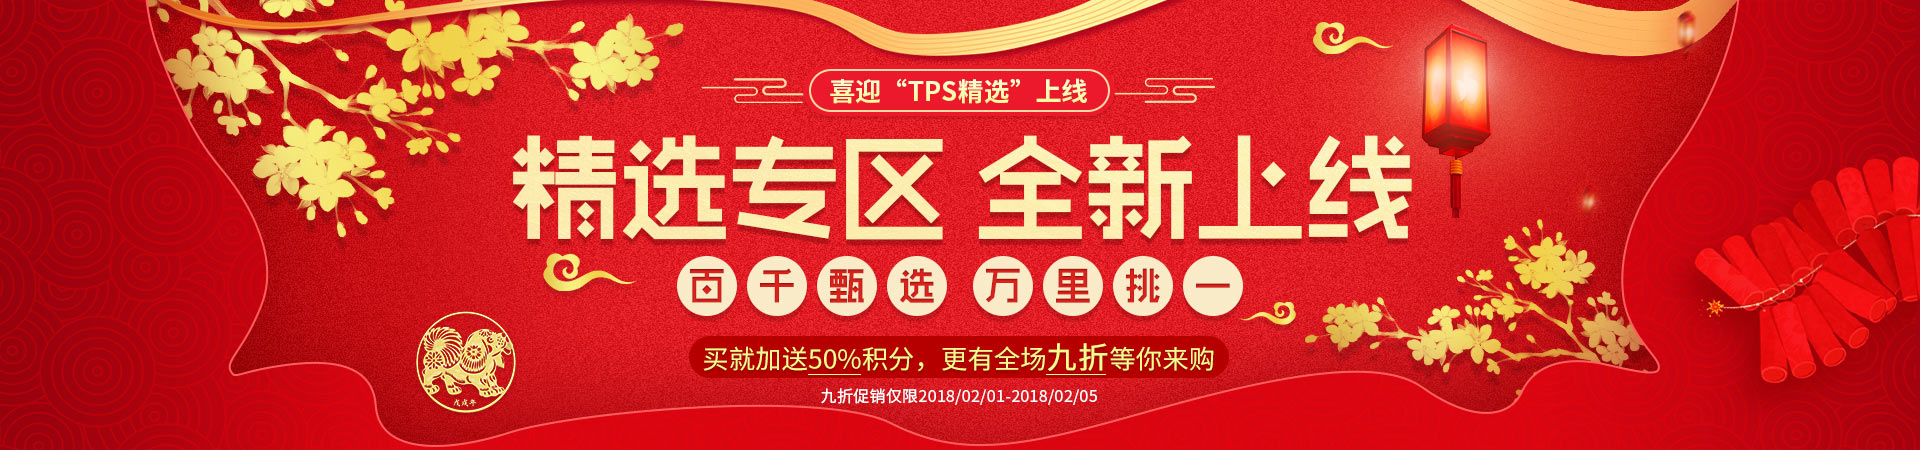 喜迎“TPS精选”上线
精选专区 全新上线
百千甄选 万里挑一
买就加送50%积分，更有全场九折等你来购
九折促销仅限2018/02/01-2018/02/05
戊戌年